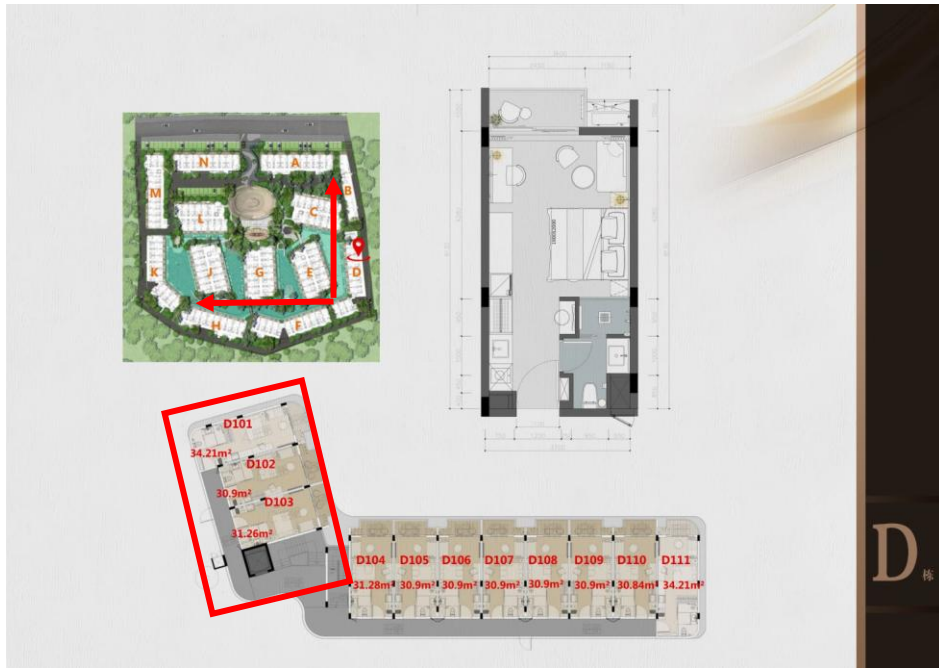 N
A
M
B
C
L
K
J
G
E
D
H
F
D101
34.21m²
D102
30.9m²
D103
31.26m²
D104
D105
D106
D107
D108
D109
D110
D111
31.28m²
30.9m²
30.9m²
30.9m²
30.9m²
30.9m²
30.84m²
34.21m²
D栋